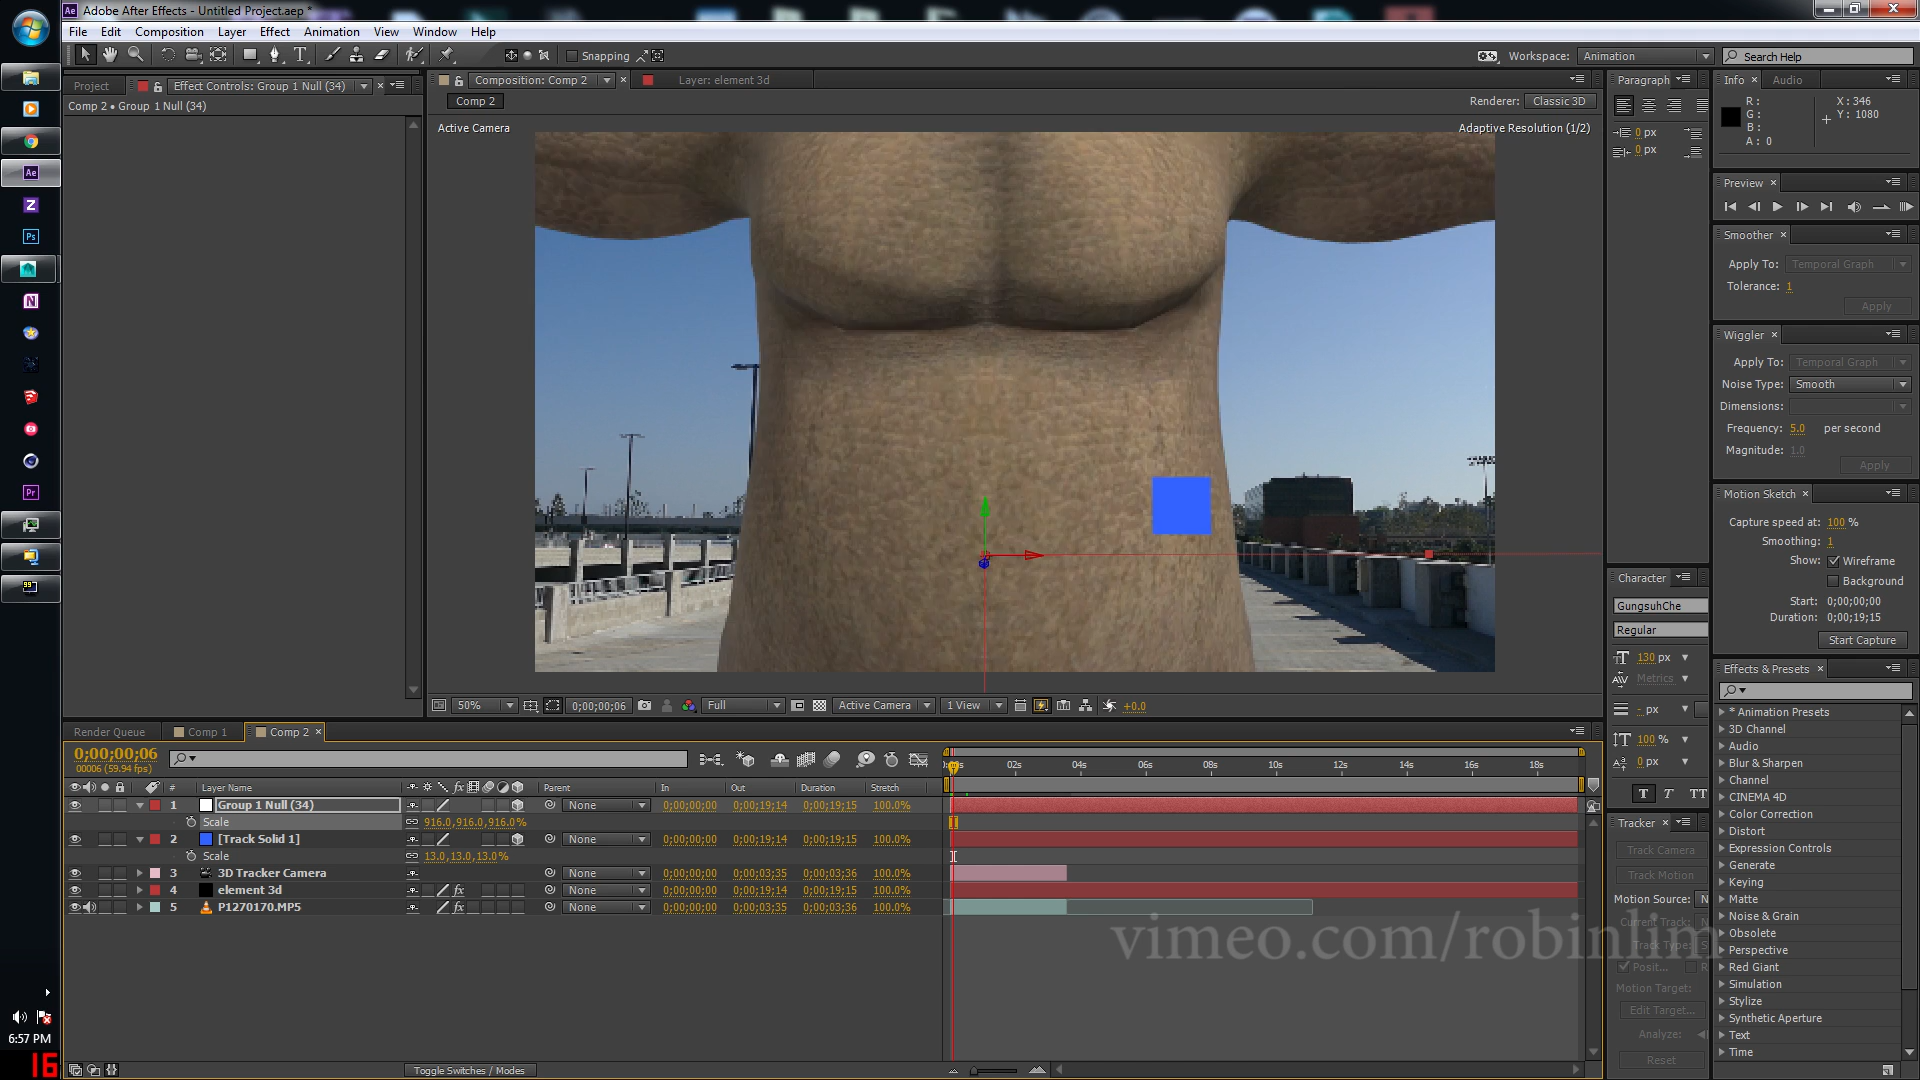 Adobe After Effects - Untitled Project.aep *
File Edit Composition Layer Effect Animation View Window Help
Snapping
Workspace: Animation
Search Help
Project
Effect Controls: Group 1 Null (34)
Comp 2 • Group 1 Null (34)
Composition: Comp 2
Layer: element 3d
Comp 2
Renderer: Classic 3D
Active Camera
Adaptive Resolution (1/2)
50%
0;00;00;06
Full
Active Camera
1 View
+0.0
Paragraph
0 px
0 px
Info
Audio
R :
G :
B :
A : 0
X : 346
Y : 1080
Preview
Smoother
Apply To: Temporal Graph
Tolerance: 1
Apply
Wiggler
Apply To: Temporal Graph
Noise Type: Smooth
Dimensions:
Frequency: 5.0 per second
Magnitude: 1.0
Apply
Motion Sketch
Capture speed at: 100 %
Smoothing: 1
Show: Wireframe
Background
Start: 0;00;00;00
Duration: 0;00;19;15
Start Capture
Character
GungsuhChe
Regular
130 px
Metrics
- px
100 %
0 px
T T TT
Tracker
Track Camera
Track Motion
Motion Source: N
Current Track:
Track Type: S
Posit...
Motion Target:
Edit Target...
Analyze:
Reset
Effects & Presets
* Animation Presets
3D Channel
Audio
Blur & Sharpen
Channel
CINEMA 4D
Color Correction
Distort
Expression Controls
Generate
Keying
Matte
Noise & Grain
Obsolete
Perspective
Red Giant
Simulation
Stylize
Synthetic Aperture
Text
Time
Render Queue
Comp 1
Comp 2
0;00;00;06
00006 (59.94 fps)
02s 04s 06s 08s 10s 12s 14s 16s 18s
# Layer Name Parent In Out Duration Stretch
1 Group 1 Null (34) None 0;00;00;00 0;00;19;14 0;00;19;15 100.0%
Scale 916.0,916.0,916.0%
2 [Track Solid 1] None 0;00;00;00 0;00;19;14 0;00;19;15 100.0%
Scale 13.0,13.0,13.0%
3 3D Tracker Camera None 0;00;00;00 0;00;03;35 0;00;03;36 100.0%
4 element 3d fx None 0;00;00;00 0;00;19;14 0;00;19;15 100.0%
5 P1270170.MP5 fx None 0;00;00;00 0;00;03;35 0;00;03;36 100.0%
Toggle Switches / Modes
vimeo.com/robinlim
Ae
Z
Ps
N
Pr
99
6:57 PM
16